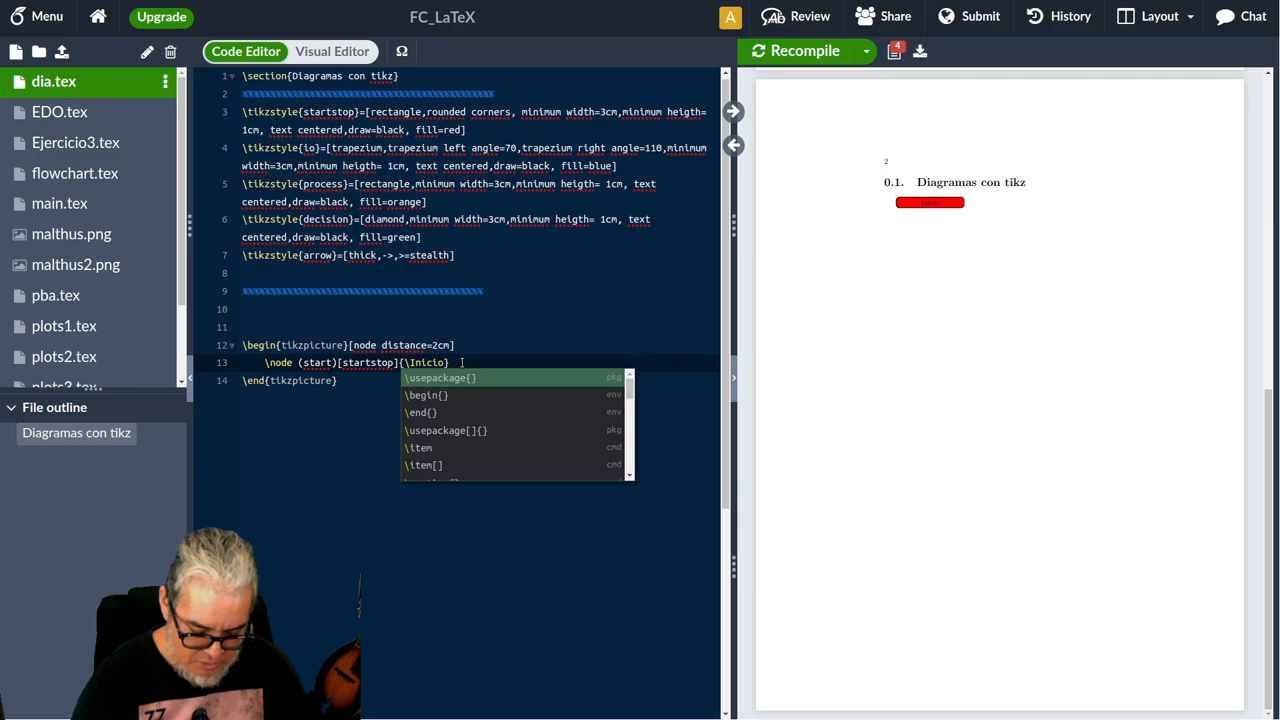 Menu
Upgrade
FC_LaTeX
A
Review
Share
Submit
History
Layout
Chat
Code Editor
Visual Editor
Ω
Recompile
4
dia.tex
EDO.tex
Ejercicio3.tex
flowchart.tex
main.tex
malthus.png
malthus2.png
pba.tex
plots1.tex
plots2.tex
plots3.tex
File outline
Diagramas con tikz
1 \section{Diagramas con tikz}
2 %%%%%%%%%%%%%%%%%%%%%%%%%%%%%%%%%%%%%%%%%%%%%
3 \tikzstyle{startstop}=[rectangle,rounded corners, minimum width=3cm,minimum heigth=
1cm, text centered,draw=black, fill=red]
4 \tikzstyle{io}=[trapezium,trapezium left angle=70,trapezium right angle=110,minimum
width=3cm,minimum heigth= 1cm, text centered,draw=black, fill=blue]
5 \tikzstyle{process}=[rectangle,minimum width=3cm,minimum heigth= 1cm, text
centered,draw=black, fill=orange]
6 \tikzstyle{decision}=[diamond,minimum width=3cm,minimum heigth= 1cm, text
centered,draw=black, fill=green]
7 \tikzstyle{arrow}=[thick,->,>=stealth]
8
9 %%%%%%%%%%%%%%%%%%%%%%%%%%%%%%%%%%%%%%%%%%%
10
11
12 \begin{tikzpicture}[node distance=2cm]
13 \node (start)[startstop]{\Inicio}
14 \end{tikzpicture}
\usepackage{} pkg
\begin{} env
\end{} env
\usepackage[]{} pkg
\item cmd
\item[] cmd
2
0.1. Diagramas con tikz
Inicio
77